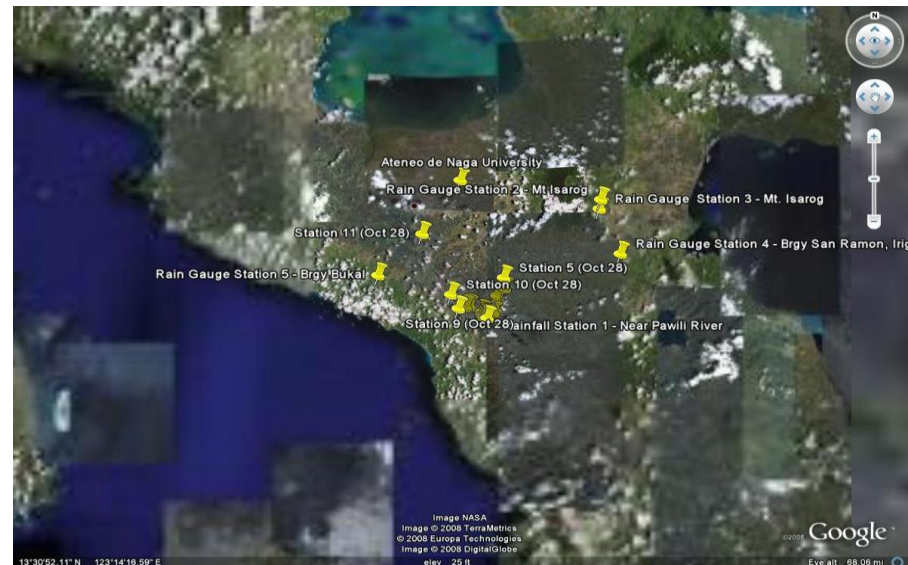 N
Ateneo de Naga University
Rain Gauge Station 2 - Mt Isarog
Rain Gauge Station 3 - Mt. Isarog
Station 11 (Oct 28)
Rain Gauge Station 4 - Brgy San Ramon, Irig
Station 5 (Oct 28)
Rain Gauge Station 5 - Brgy Bukal
Station 10 (Oct 28)
Station 9 (Oct 28)
ainfall Station 1 - Near Pawili River
Image NASA
Image © 2008 TerraMetrics
© 2008 Europa Technologies
Image © 2008 DigitalGlobe
©2008 Google
13°30'52.11" N 123°14'16.59" E
elev 25 ft
Eye alt 68.06 mi